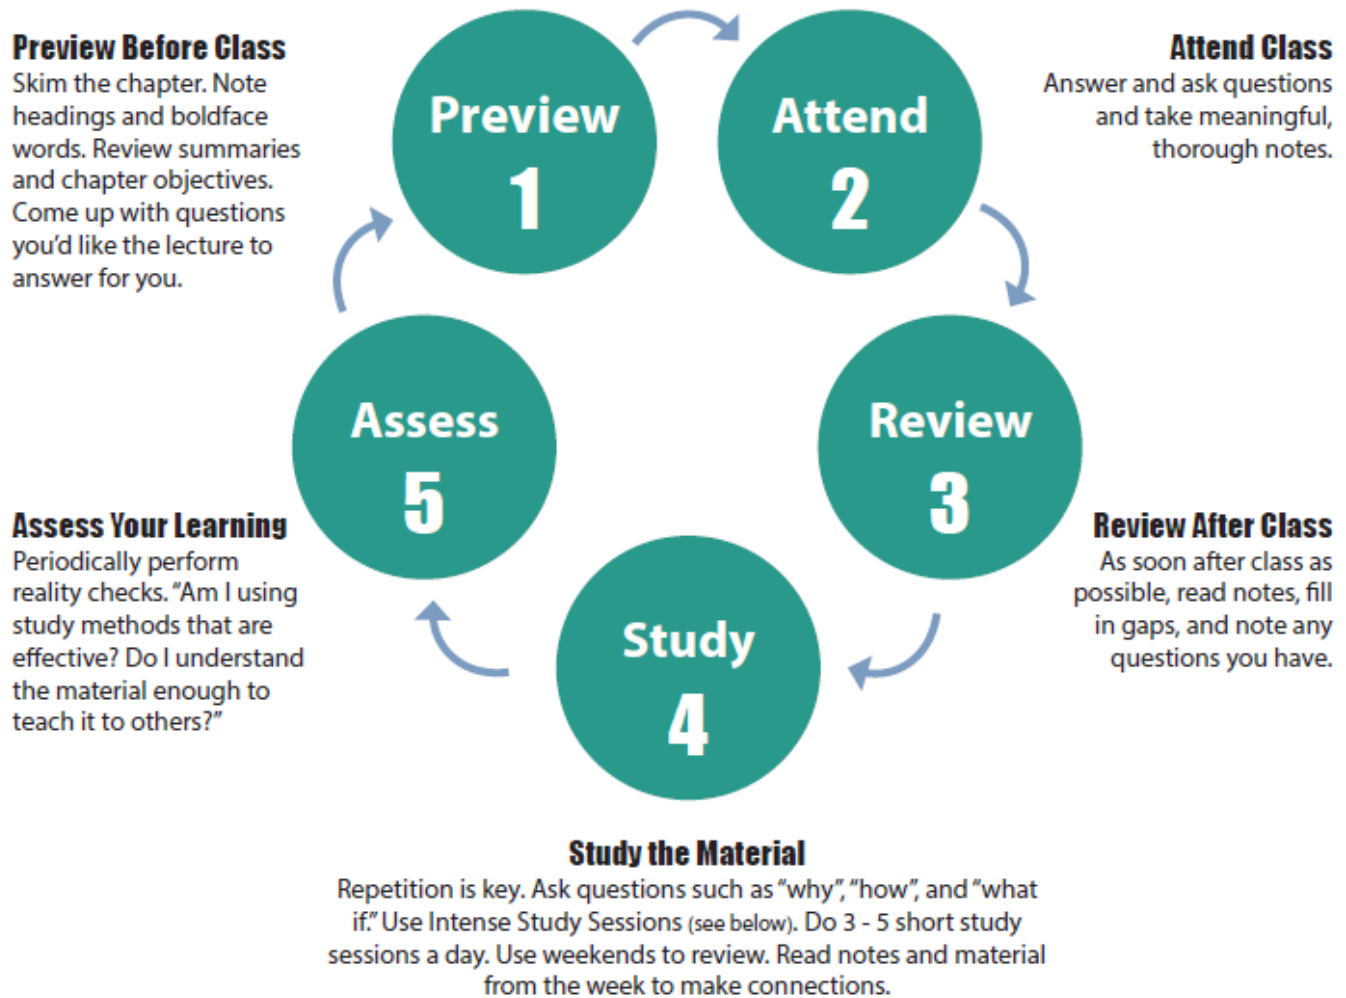 Preview Before Class
Skim the chapter. Note
headings and boldface
words. Review summaries
and chapter objectives.
Come up with questions
you’d like the lecture to
answer for you.
Preview
1
Attend
2
Attend Class
Answer and ask questions
and take meaningful,
thorough notes.
Review
3
Review After Class
As soon after class as
possible, read notes, fill
in gaps, and note any
questions you have.
Study
4
Study the Material
Repetition is key. Ask questions such as “why”, “how”, and “what
if.” Use Intense Study Sessions (see below). Do 3 - 5 short study
sessions a day. Use weekends to review. Read notes and material
from the week to make connections.
Assess
5
Assess Your Learning
Periodically perform
reality checks. “Am I using
study methods that are
effective? Do I understand
the material enough to
teach it to others?”